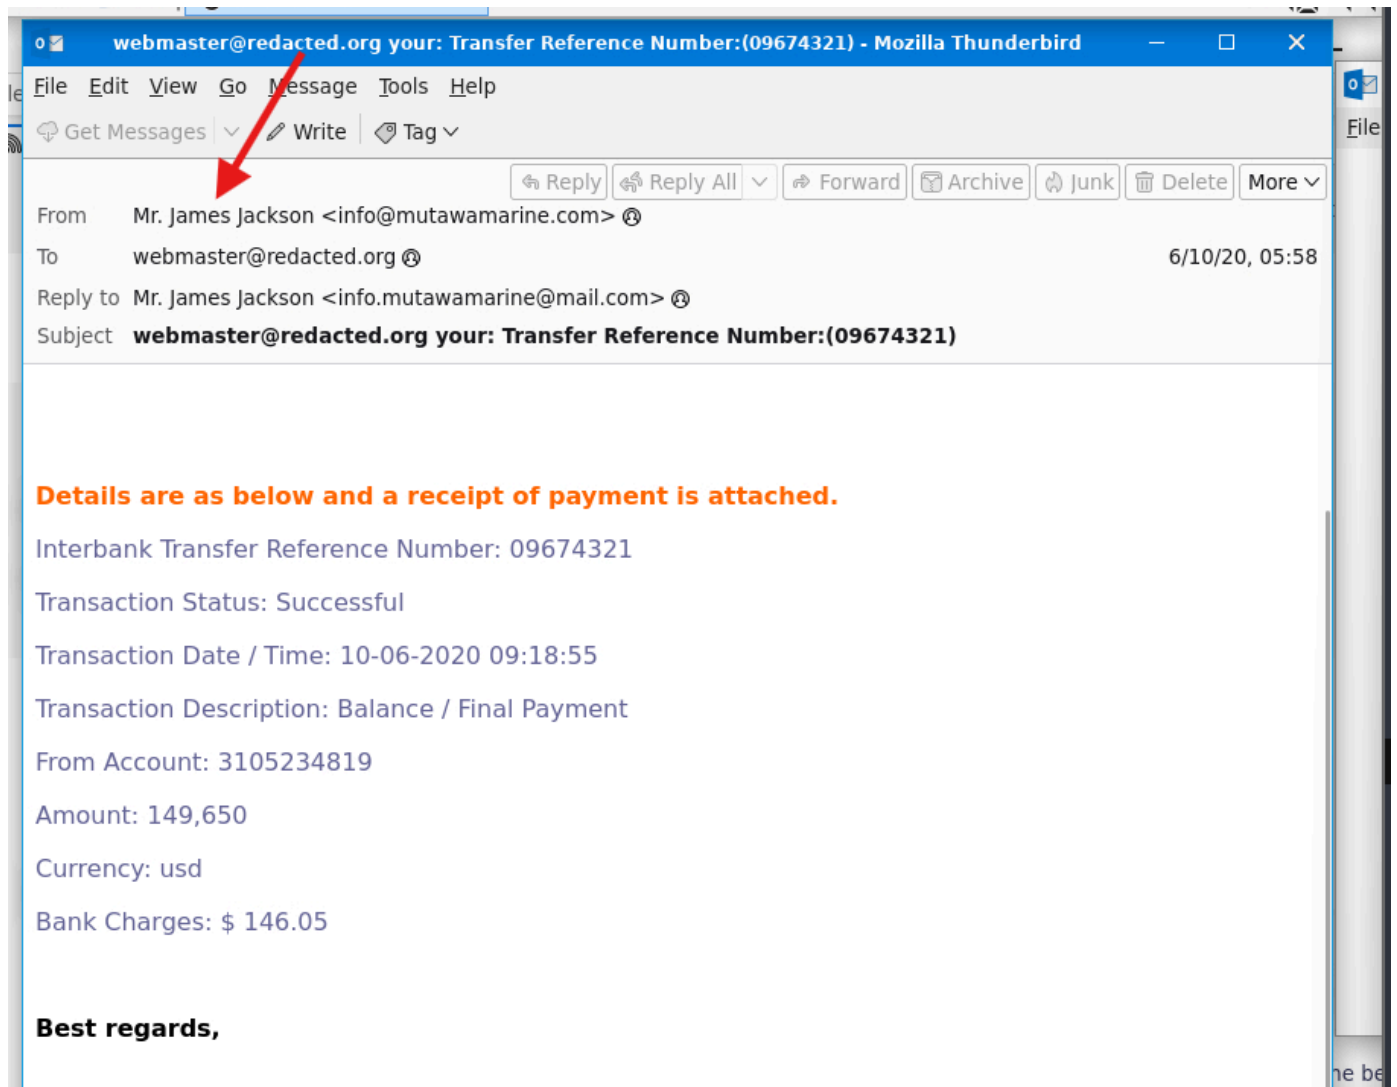 webmaster@redacted.org your: Transfer Reference Number:(09674321) - Mozilla Thunderbird
File Edit View Go Message Tools Help
File
Get Messages Write Tag
Reply Reply All Forward Archive Junk Delete More
From Mr. James Jackson <info@mutawamarine.com>
To webmaster@redacted.org 6/10/20, 05:58
Reply to Mr. James Jackson <info.mutawamarine@mail.com>
Subject webmaster@redacted.org your: Transfer Reference Number:(09674321)
Details are as below and a receipt of payment is attached.
Interbank Transfer Reference Number: 09674321
Transaction Status: Successful
Transaction Date / Time: 10-06-2020 09:18:55
Transaction Description: Balance / Final Payment
From Account: 3105234819
Amount: 149,650
Currency: usd
Bank Charges: $ 146.05
Best regards,